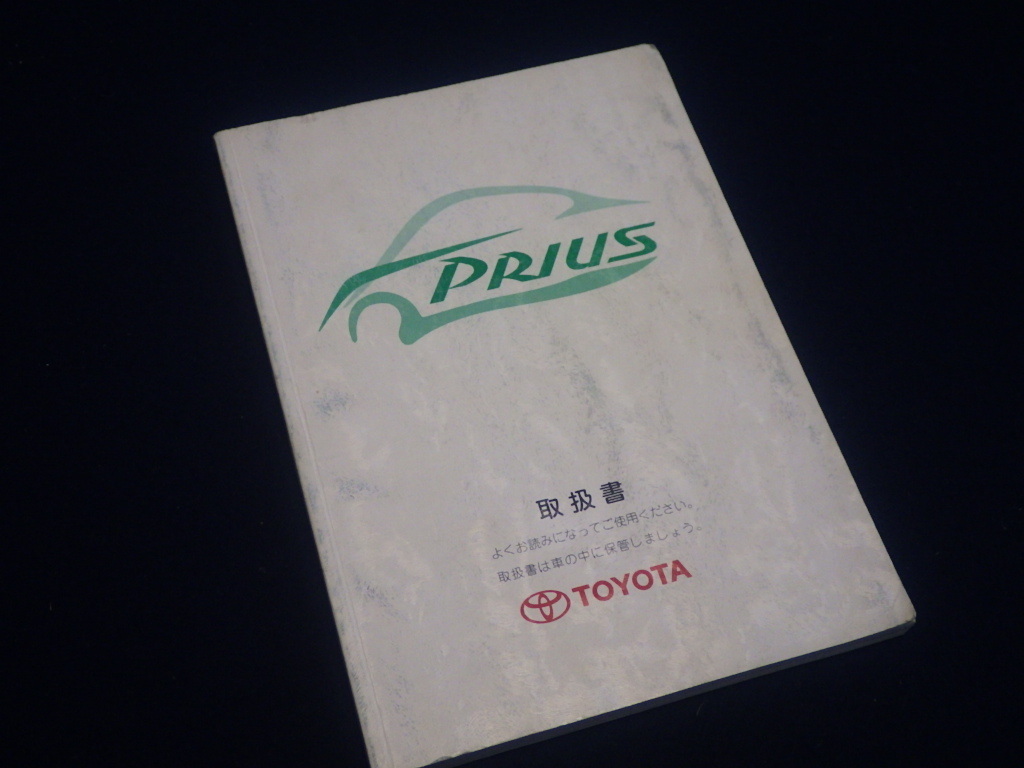 PRIUS
取扱書
よくお読みになってご使用ください。
取扱書は車の中に保管しましょう。
TOYOTA